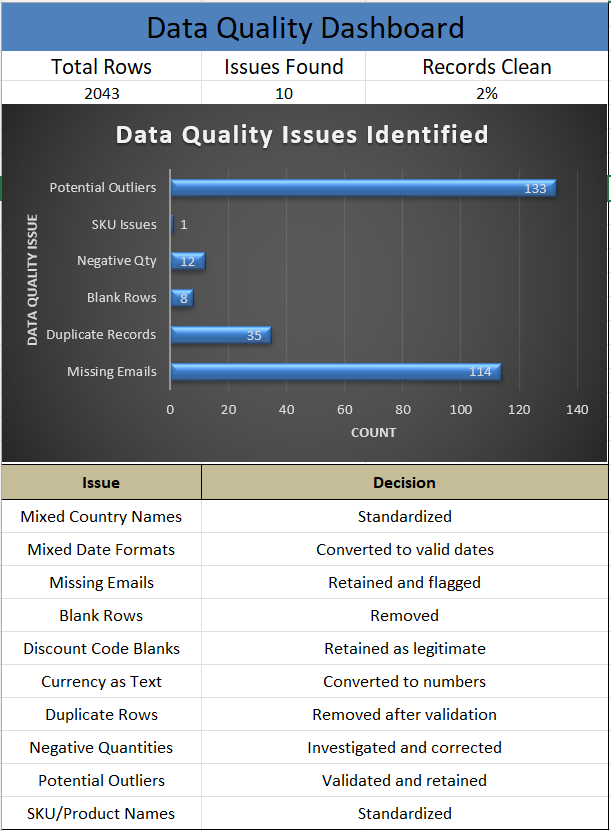 Data Quality Dashboard
Total Rows Issues Found Records Clean
2043 10 2%
Data Quality Issues Identified
DATA QUALITY ISSUE
Potential Outliers 133
SKU Issues 1
Negative Qty 12
Blank Rows 8
Duplicate Records 35
Missing Emails 114
0 20 40 60 80 100 120 140
COUNT
Issue Decision
Mixed Country Names Standardized
Mixed Date Formats Converted to valid dates
Missing Emails Retained and flagged
Blank Rows Removed
Discount Code Blanks Retained as legitimate
Currency as Text Converted to numbers
Duplicate Rows Removed after validation
Negative Quantities Investigated and corrected
Potential Outliers Validated and retained
SKU/Product Names Standardized